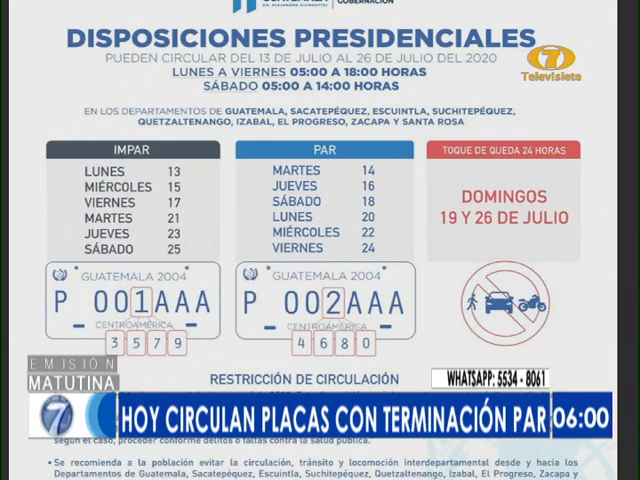 GUATEMALA
DR. ALEJANDRO GIAMMATTEI
GOBERNACIÓN
DISPOSICIONES PRESIDENCIALES
PUEDEN CIRCULAR DEL 13 DE JULIO AL 26 DE JULIO DEL 2020
LUNES A VIERNES 05:00 A 18:00 HORAS
SÁBADO 05:00 A 14:00 HORAS
7
Televisiete
EN LOS DEPARTAMENTOS DE GUATEMALA, SACATEPÉQUEZ, ESCUINTLA, SUCHITEPÉQUEZ,
QUETZALTENANGO, IZABAL, EL PROGRESO, ZACAPA Y SANTA ROSA
IMPAR
LUNES 13
MIÉRCOLES 15
VIERNES 17
MARTES 21
JUEVES 23
SÁBADO 25
GUATEMALA 2004
P 001AAA
CENTROAMÉRICA
3 5 7 9
PAR
MARTES 14
JUEVES 16
SÁBADO 18
LUNES 20
MIÉRCOLES 22
VIERNES 24
GUATEMALA 2004
P 002AAA
CENTROAMÉRICA
4 6 8 0
TOQUE DE QUEDA 24 HORAS
DOMINGOS
19 Y 26 DE JULIO
RESTRICCIÓN DE CIRCULACIÓN
EMISIÓN
MATUTINA
WHATSAPP: 5534 - 8061
7
HOY CIRCULAN PLACAS CON TERMINACIÓN PAR
06:00
según el caso, proceder conforme delitos o faltas contra la salud pública.
• Se recomienda a la población evitar la circulación, tránsito y locomoción interdepartamental desde y hacia los
Departamentos de Guatemala, Sacatepéquez, Escuintla, Suchitepéquez, Quetzaltenango, Izabal, El Progreso, Zacapa y